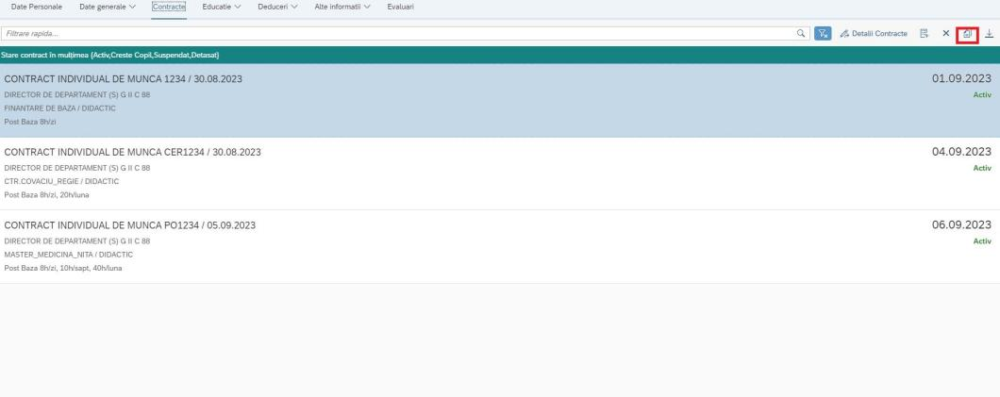 Date Personale Date generale Contracte Educatie Deduceri Alte informatii Evaluari
Filtrare rapida... Detalii Contracte
Stare contract în mulțimea {Activ,Creste Copil,Suspendat,Detasat}
CONTRACT INDIVIDUAL DE MUNCA 1234 / 30.08.2023 01.09.2023
DIRECTOR DE DEPARTAMENT (S) G II C 88 Activ
FINANTARE DE BAZA / DIDACTIC
Post Baza 8h/zi
CONTRACT INDIVIDUAL DE MUNCA CER1234 / 30.08.2023 04.09.2023
DIRECTOR DE DEPARTAMENT (S) G II C 88 Activ
CTR.COVACIU_REGIE / DIDACTIC
Post Baza 8h/zi, 20h/luna
CONTRACT INDIVIDUAL DE MUNCA PO1234 / 05.09.2023 06.09.2023
DIRECTOR DE DEPARTAMENT (S) G II C 88 Activ
MASTER_MEDICINA_NITA / DIDACTIC
Post Baza 8h/zi, 10h/sapt, 40h/luna